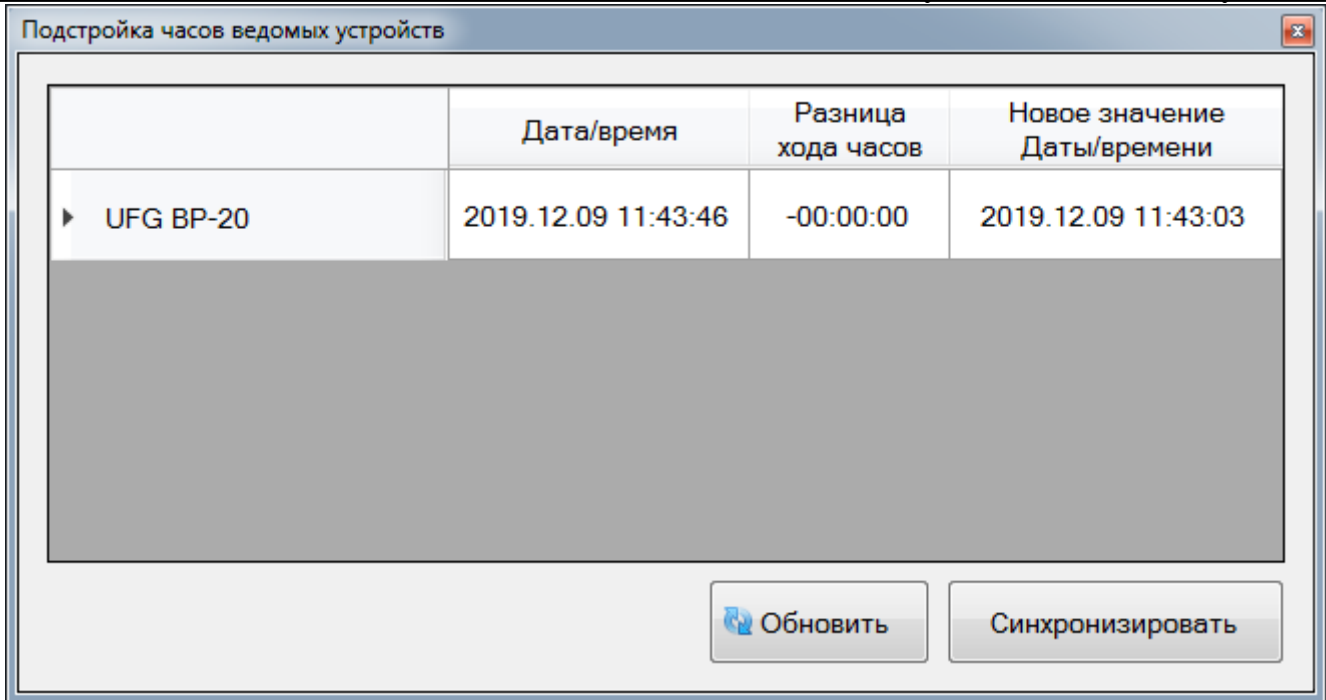 Подстройка часов ведомых устройств
Дата/время
Разница
хода часов
Новое значение
Даты/времени
UFG BP-20
2019.12.09 11:43:46
-00:00:00
2019.12.09 11:43:03
Обновить
Синхронизировать